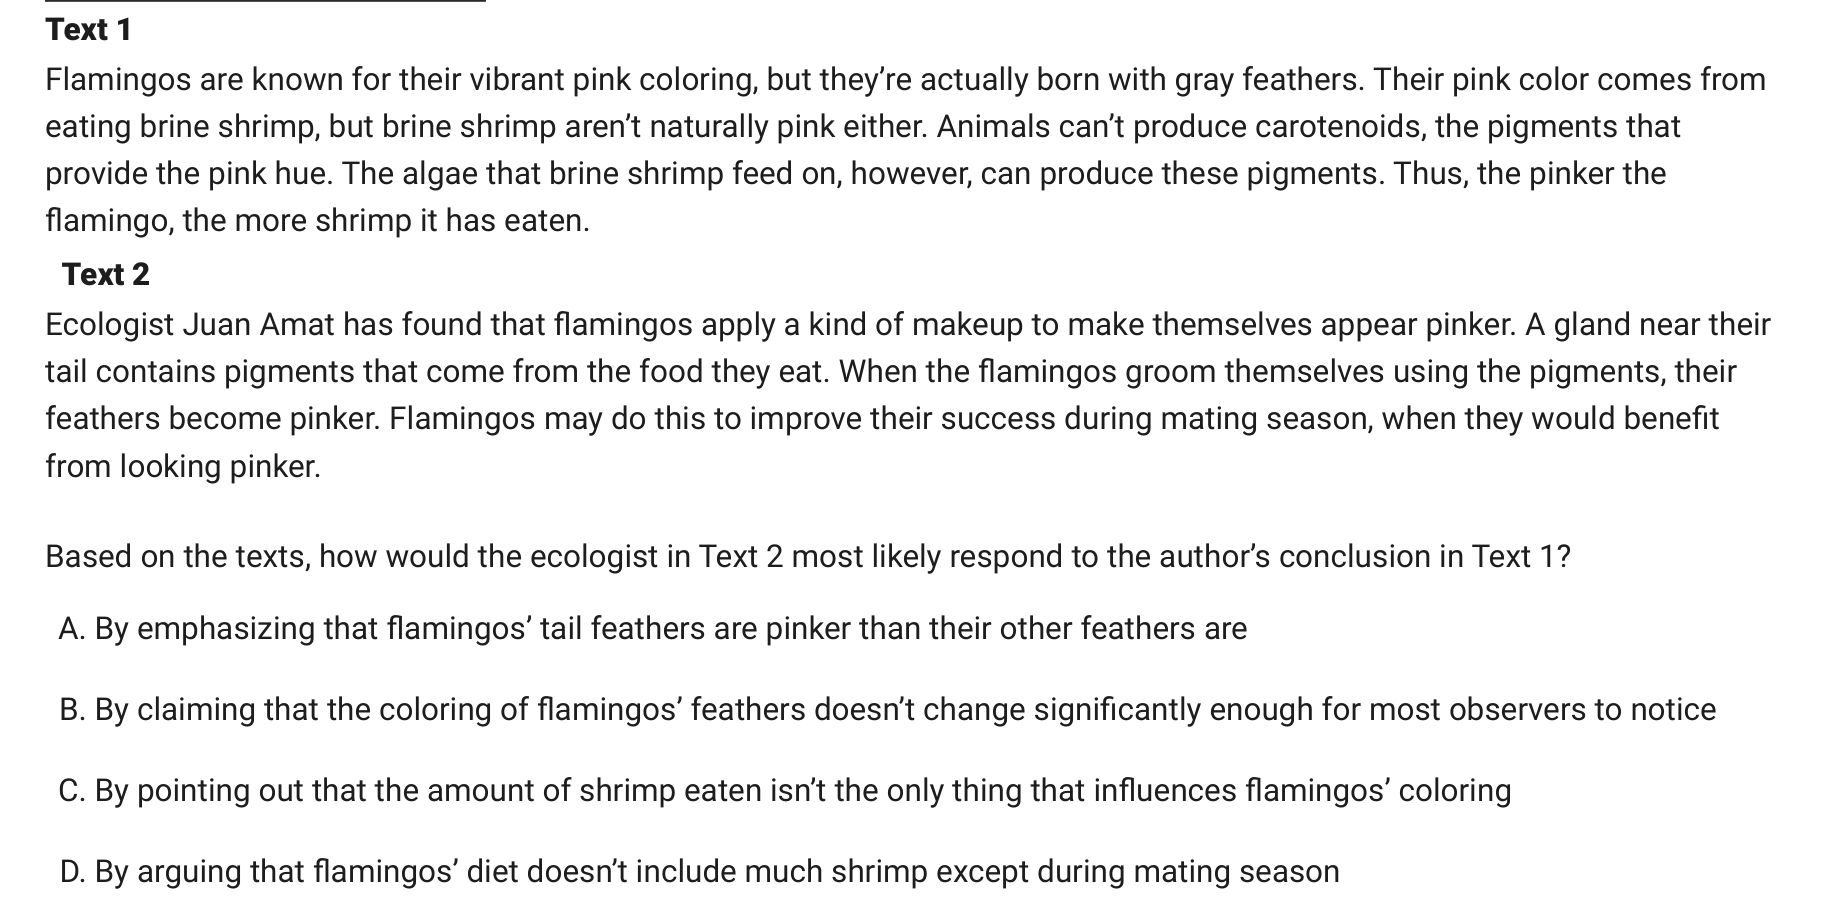 Text 1
Flamingos are known for their vibrant pink coloring, but they’re actually born with gray feathers. Their pink color comes from
eating brine shrimp, but brine shrimp aren’t naturally pink either. Animals can’t produce carotenoids, the pigments that
provide the pink hue. The algae that brine shrimp feed on, however, can produce these pigments. Thus, the pinker the
flamingo, the more shrimp it has eaten.
Text 2
Ecologist Juan Amat has found that flamingos apply a kind of makeup to make themselves appear pinker. A gland near their
tail contains pigments that come from the food they eat. When the flamingos groom themselves using the pigments, their
feathers become pinker. Flamingos may do this to improve their success during mating season, when they would benefit
from looking pinker.
Based on the texts, how would the ecologist in Text 2 most likely respond to the author’s conclusion in Text 1?
A. By emphasizing that flamingos’ tail feathers are pinker than their other feathers are
B. By claiming that the coloring of flamingos’ feathers doesn’t change significantly enough for most observers to notice
C. By pointing out that the amount of shrimp eaten isn’t the only thing that influences flamingos’ coloring
D. By arguing that flamingos’ diet doesn’t include much shrimp except during mating season